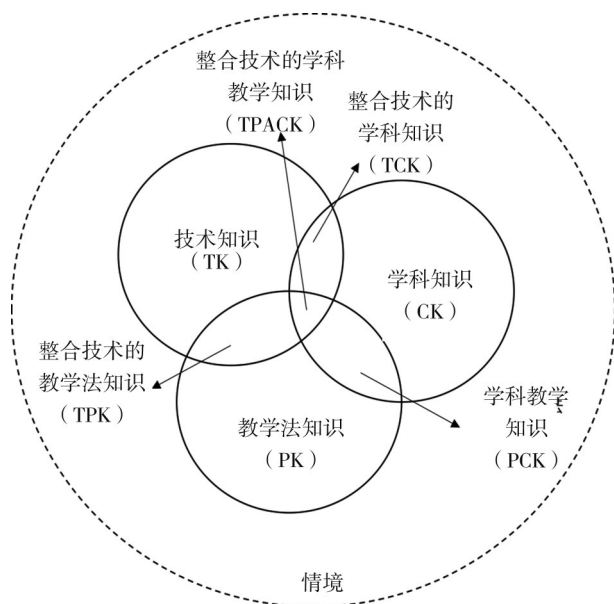 整合技术的学科
教学知识
（TPACK）
整合技术的
学科知识
（TCK）
技术知识
（TK）
学科知识
（CK）
整合技术的
教学法知识
（TPK）
教学法知识
（PK）
学科教学
知识
（PCK）
情境